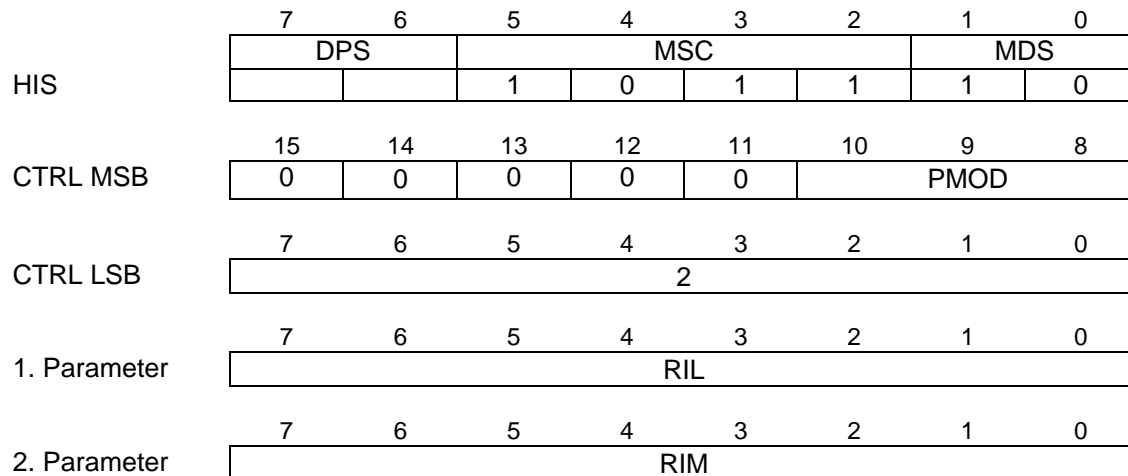 7 6 5 4 3 2 1 0
DPS MSC MDS
HIS 1 0 1 1 1 0
15 14 13 12 11 10 9 8
CTRL MSB 0 0 0 0 0 PMOD
7 6 5 4 3 2 1 0
CTRL LSB 2
7 6 5 4 3 2 1 0
1. Parameter RIL
7 6 5 4 3 2 1 0
2. Parameter RIM